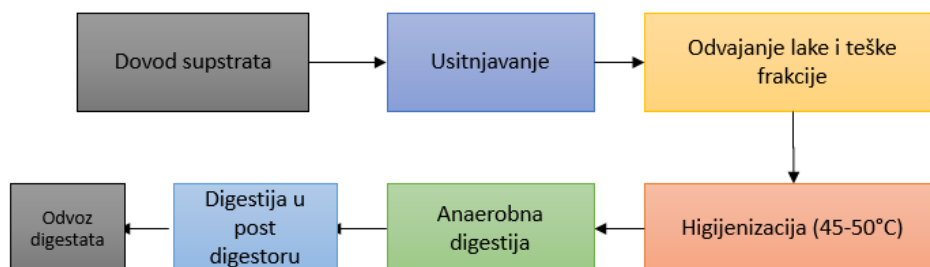 Dovod supstrata
Usitnjavanje
Odvajanje lake i teške
frakcije
Odvoz
digestata
Digestija u
post
digestoru
Anaerobna
digestija
Higijenizacija (45-50°C)